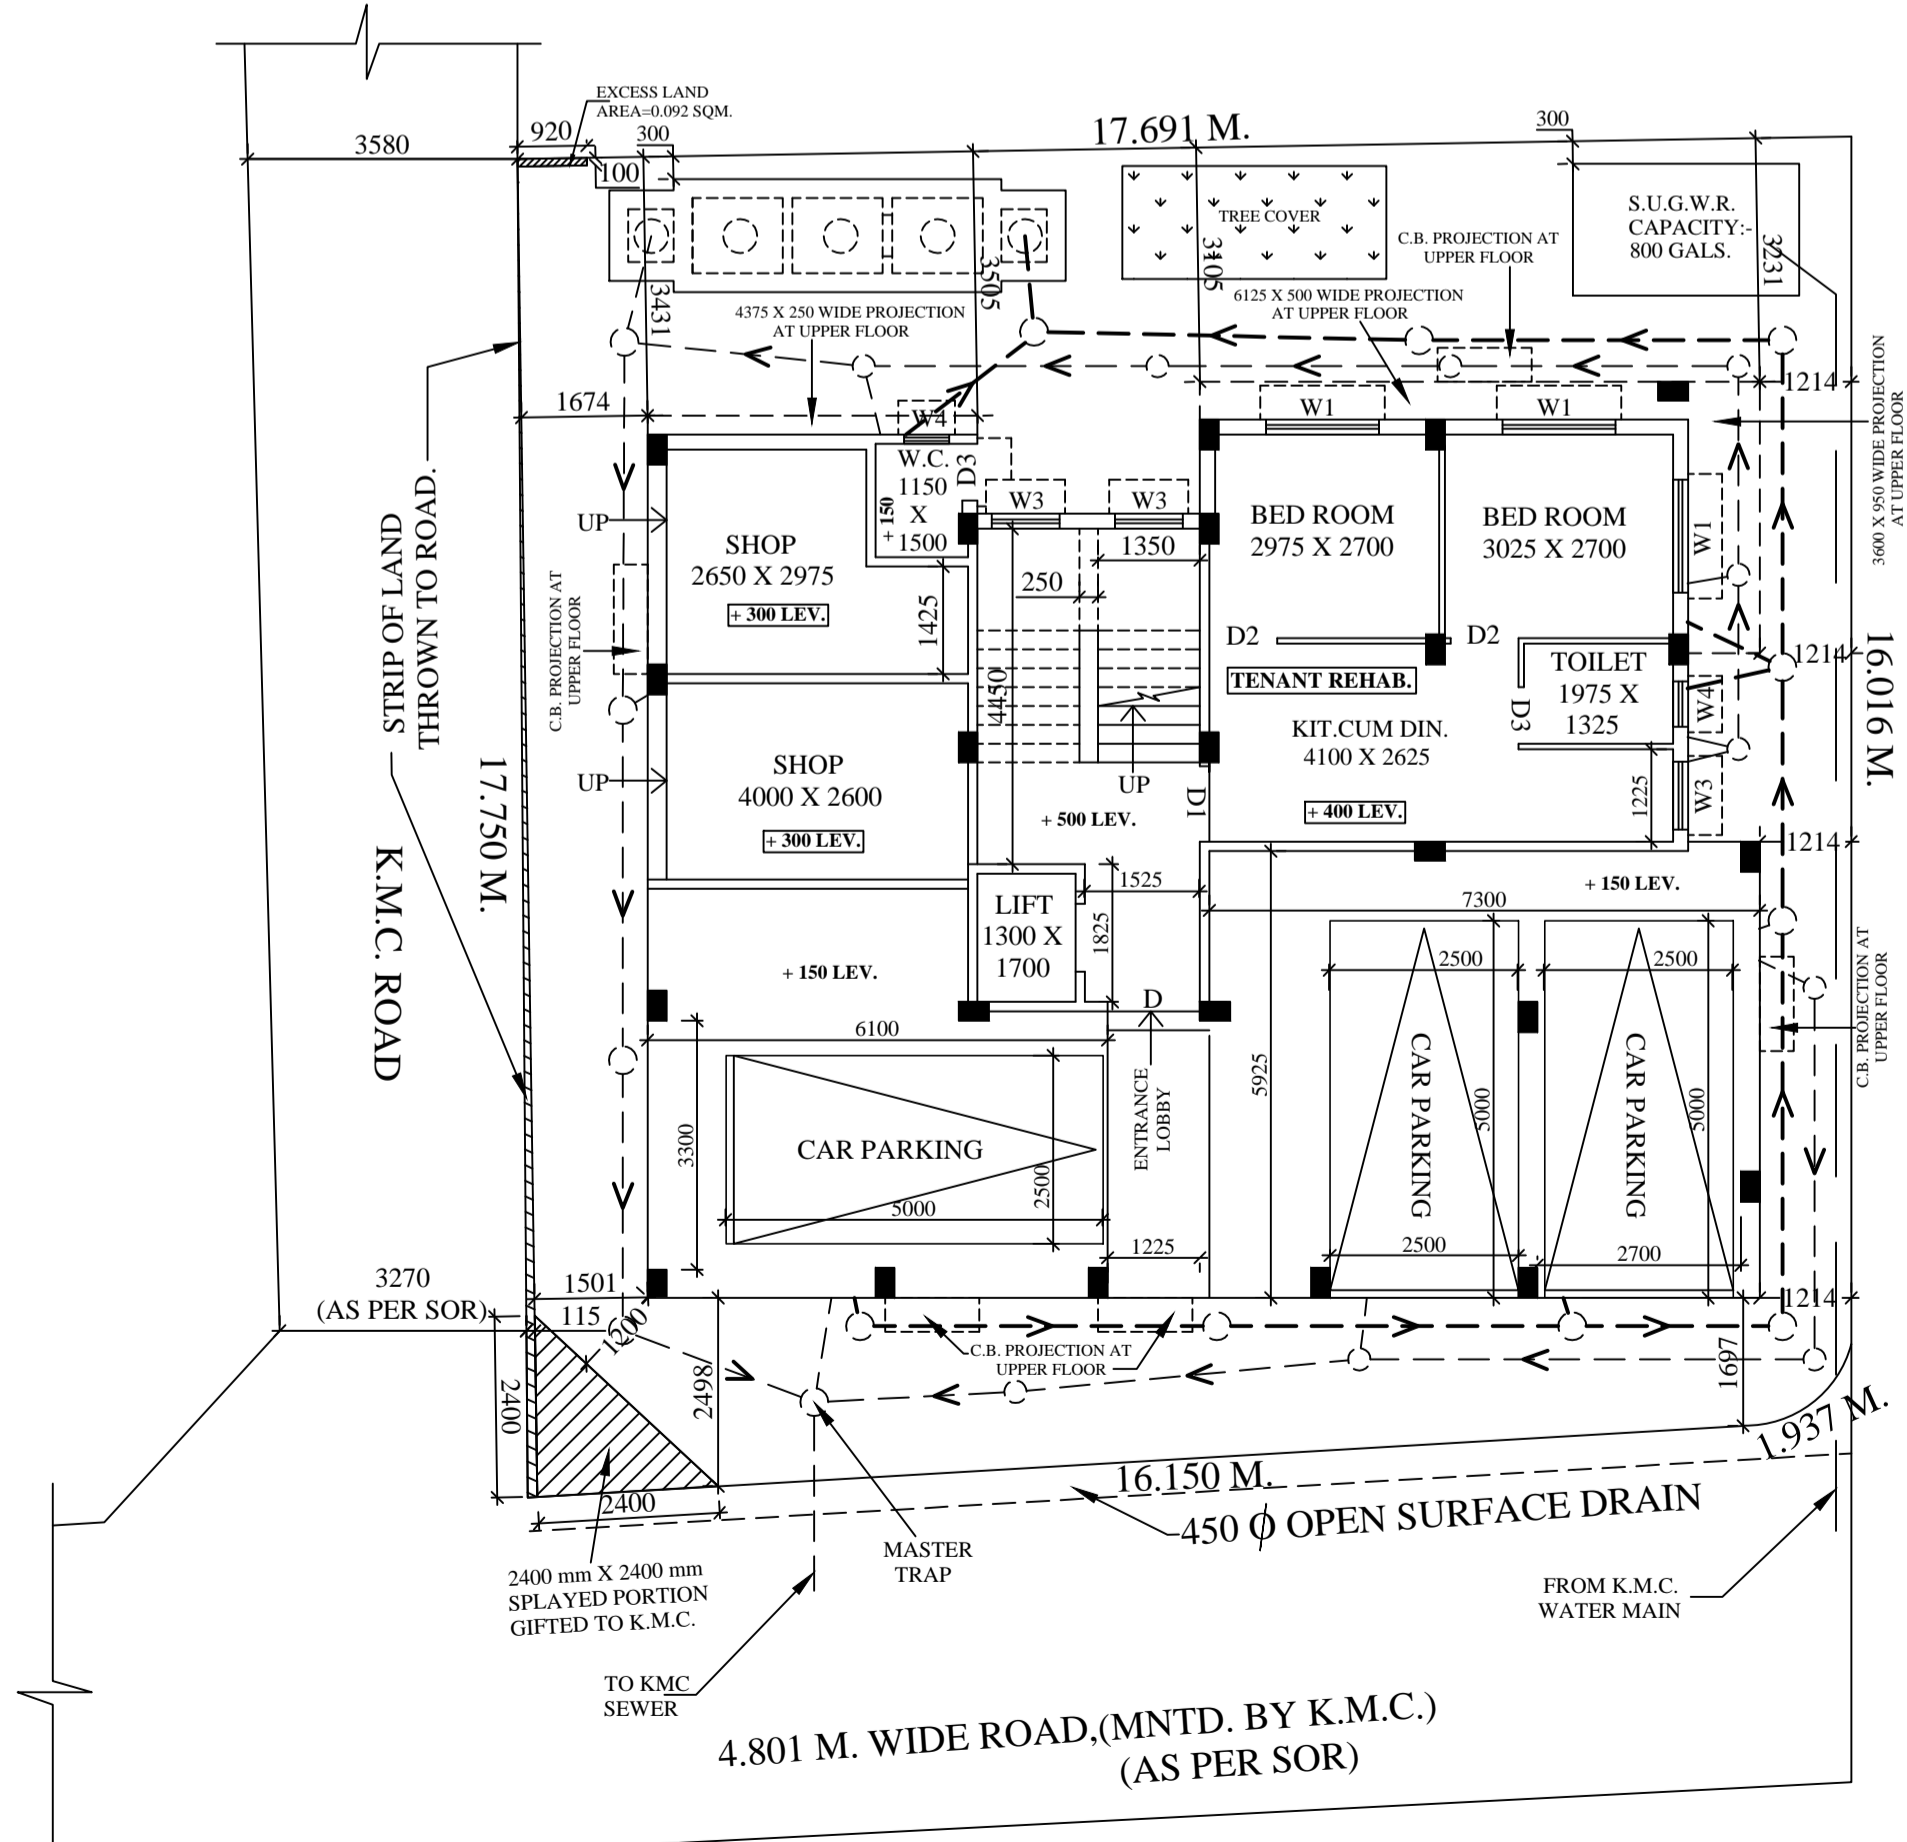 EXCESS LAND
AREA=0.092 SQM.
3580
920
300
100
17.691 M.
300
TREE COVER
S.U.G.W.R.
CAPACITY:-
800 GALS.
3231
3431
3505
3105
C.B. PROJECTION AT
UPPER FLOOR
4375 X 250 WIDE PROJECTION
AT UPPER FLOOR
6125 X 500 WIDE PROJECTION
AT UPPER FLOOR
3600 X 950 WIDE PROJECTION
AT UPPER FLOOR
1214
1674
W4
W1
W1
W.C.
1150
X
1500
+ 150
D3
W3
W3
UP
SHOP
2650 X 2975
+ 300 LEV.
1425
1350
250
4450
BED ROOM
2975 X 2700
BED ROOM
3025 X 2700
W1
D2
D2
TENANT REHAB.
TOILET
1975 X
1325
D3
W4
1214
16.016 M.
KIT.CUM DIN.
4100 X 2625
+ 400 LEV.
1225
W3
1214
STRIP OF LAND
THROWN TO ROAD.
C.B. PROJECTION AT
UPPER FLOOR
17.750 M.
K.M.C. ROAD
UP
SHOP
4000 X 2600
+ 300 LEV.
UP
D1
+ 500 LEV.
LIFT
1300 X
1700
1525
1825
+ 150 LEV.
7300
+ 150 LEV.
2500
2500
C.B. PROJECTION AT
UPPER FLOOR
D
6100
3300
CAR PARKING
5000
2500
ENTRANCE
LOBBY
1225
5925
CAR PARKING
5000
2500
CAR PARKING
5000
2700
1214
3270
(AS PER SOR)
1501
115
1200
2400
2498
C.B. PROJECTION AT
UPPER FLOOR
1697
1.937 M.
16.150 M.
2400
450 Ø OPEN SURFACE DRAIN
2400 mm X 2400 mm
SPLAYED PORTION
GIFTED TO K.M.C.
MASTER
TRAP
FROM K.M.C.
WATER MAIN
TO KMC
SEWER
4.801 M. WIDE ROAD,(MNTD. BY K.M.C.)
(AS PER SOR)